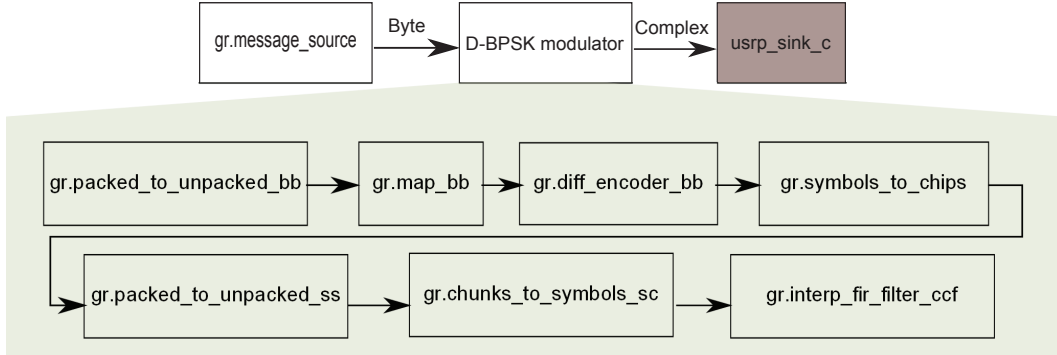 gr.message_source
Byte
D-BPSK modulator
Complex
usrp_sink_c
gr.packed_to_unpacked_bb
gr.map_bb
gr.diff_encoder_bb
gr.symbols_to_chips
gr.packed_to_unpacked_ss
gr.chunks_to_symbols_sc
gr.interp_fir_filter_ccf